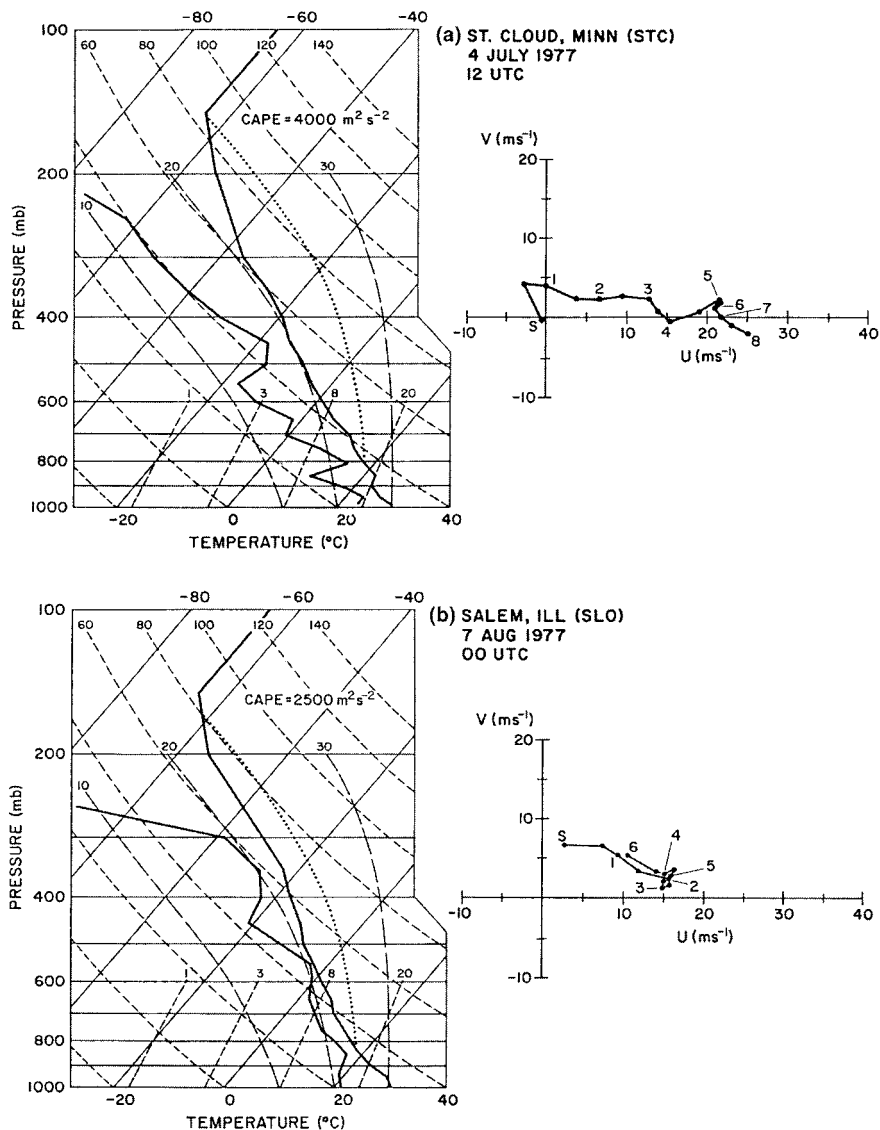 (a) ST. CLOUD, MINN (STC)
4 JULY 1977
12 UTC
-80 -60 -40
100
60 80 100 120 140
CAPE = 4000 m² s⁻²
200
20 30
10
PRESSURE (mb)
400
600
1 3 8 20
800
1000
-20 0 20 40
TEMPERATURE (°C)
V (ms⁻¹)
20
10
1 2 3 5
S 4 6 7 8
-10 10 20 30 40
U (ms⁻¹)
-10
(b) SALEM, ILL (SLO)
7 AUG 1977
00 UTC
-80 -60 -40
100
60 80 100 120 140
CAPE = 2500 m² s⁻²
200
20 30
10
PRESSURE (mb)
400
600
1 3 8 20
800
1000
-20 0 20 40
TEMPERATURE (°C)
V (ms⁻¹)
20
10
S 6 4
1 5
3 2
-10 10 20 30 40
U (ms⁻¹)
-10